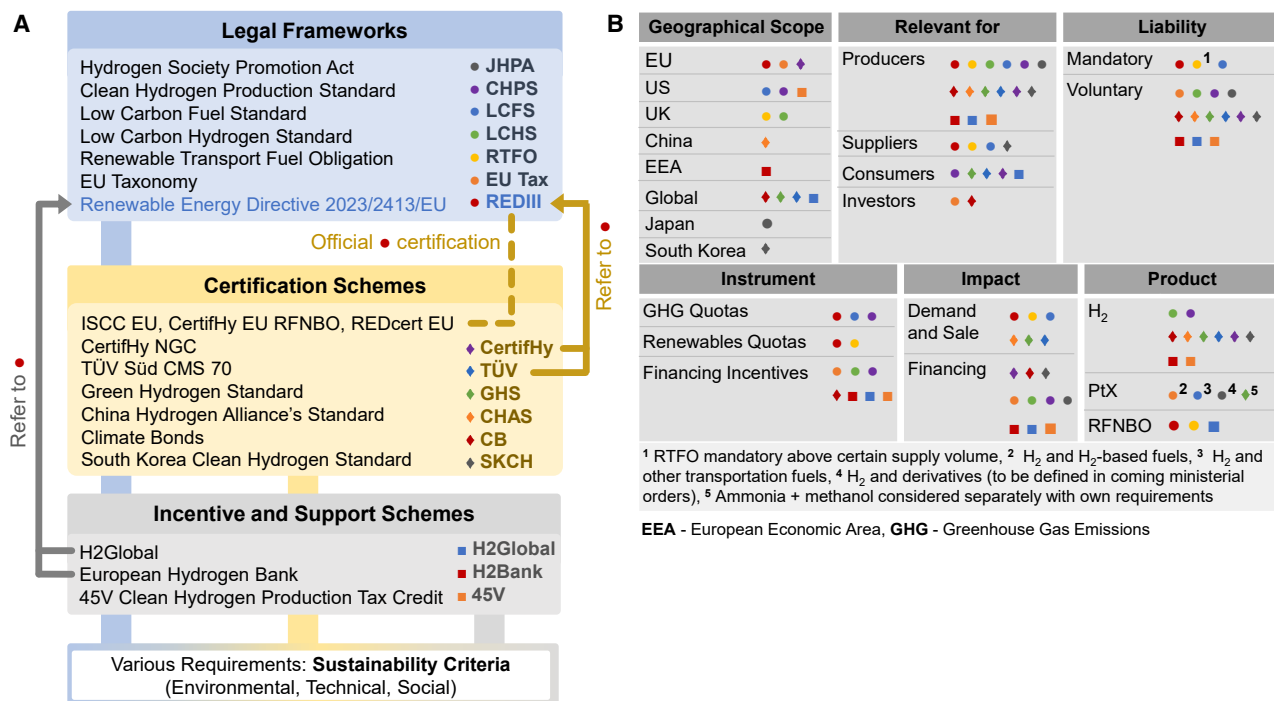 A
Legal Frameworks
Hydrogen Society Promotion Act JHPA
Clean Hydrogen Production Standard CHPS
Low Carbon Fuel Standard LCFS
Low Carbon Hydrogen Standard LCHS
Renewable Transport Fuel Obligation RTFO
EU Taxonomy EU Tax
Renewable Energy Directive 2023/2413/EU REDIII
Official certification
Refer to
Certification Schemes
ISCC EU, CertifHy EU RFNBO, REDcert EU
CertifHy NGC CertifHy
TÜV Süd CMS 70 TÜV
Green Hydrogen Standard GHS
China Hydrogen Alliance's Standard CHAS
Climate Bonds CB
South Korea Clean Hydrogen Standard SKCH
Refer to
Incentive and Support Schemes
H2Global H2Global
European Hydrogen Bank H2Bank
45V Clean Hydrogen Production Tax Credit 45V
Various Requirements: Sustainability Criteria
(Environmental, Technical, Social)
B
Geographical Scope
EU
US
UK
China
EEA
Global
Japan
South Korea
Relevant for
Producers
Suppliers
Consumers
Investors
Liability
Mandatory 1
Voluntary
Instrument
GHG Quotas
Renewables Quotas
Financing Incentives
Impact
Demand
and Sale
Financing
Product
H2
PtX 2 3 4 5
RFNBO
1 RTFO mandatory above certain supply volume, 2 H2 and H2-based fuels, 3 H2 and
other transportation fuels, 4 H2 and derivatives (to be defined in coming ministerial
orders), 5 Ammonia + methanol considered separately with own requirements
EEA - European Economic Area, GHG - Greenhouse Gas Emissions